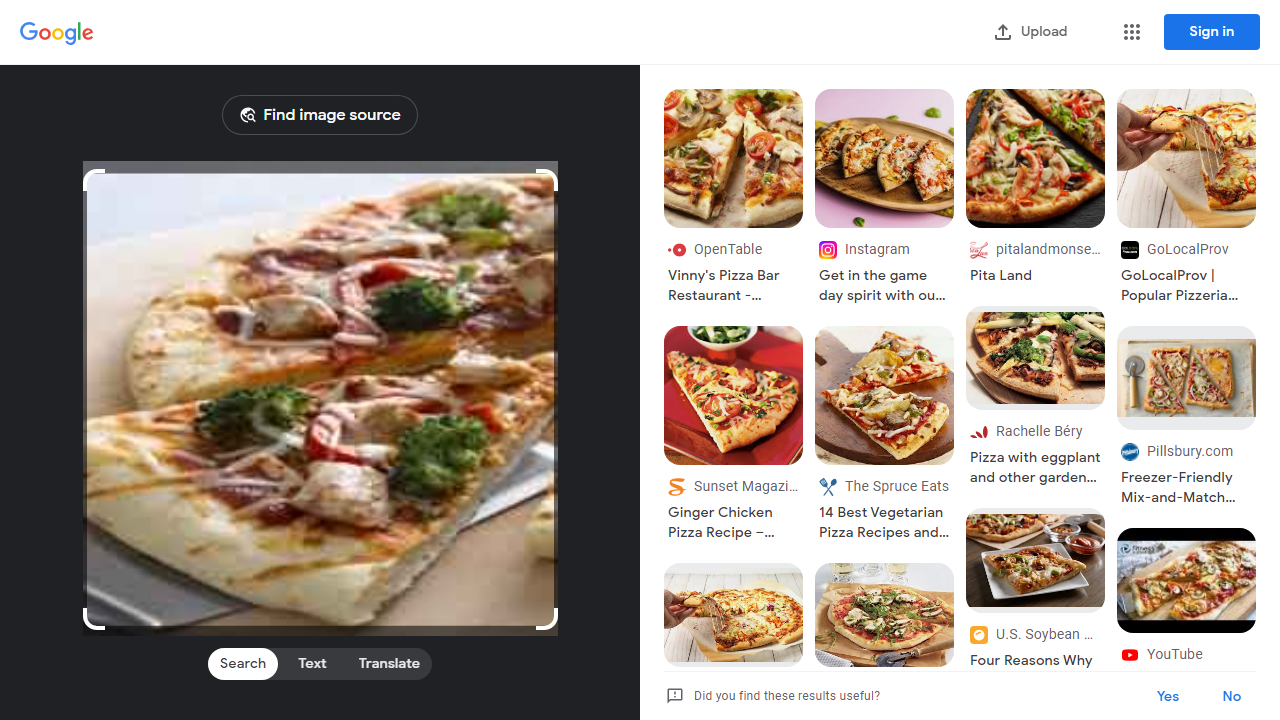 Google
Upload
Sign in
Find image source
Search
Text
Translate
OpenTable
Vinny's Pizza Bar
Restaurant -...
Instagram
Get in the game
day spirit with ou...
pitalandmonse...
Pita Land
GoLocalProv
GoLocalProv |
Popular Pizzeria...
Sunset Magazi...
Ginger Chicken
Pizza Recipe –...
The Spruce Eats
14 Best Vegetarian
Pizza Recipes and...
Rachelle Béry
Pizza with eggplant
and other garden...
Pillsbury.com
Freezer-Friendly
Mix-and-Match...
U.S. Soybean ...
Four Reasons Why
YouTube
Did you find these results useful?
Yes
No